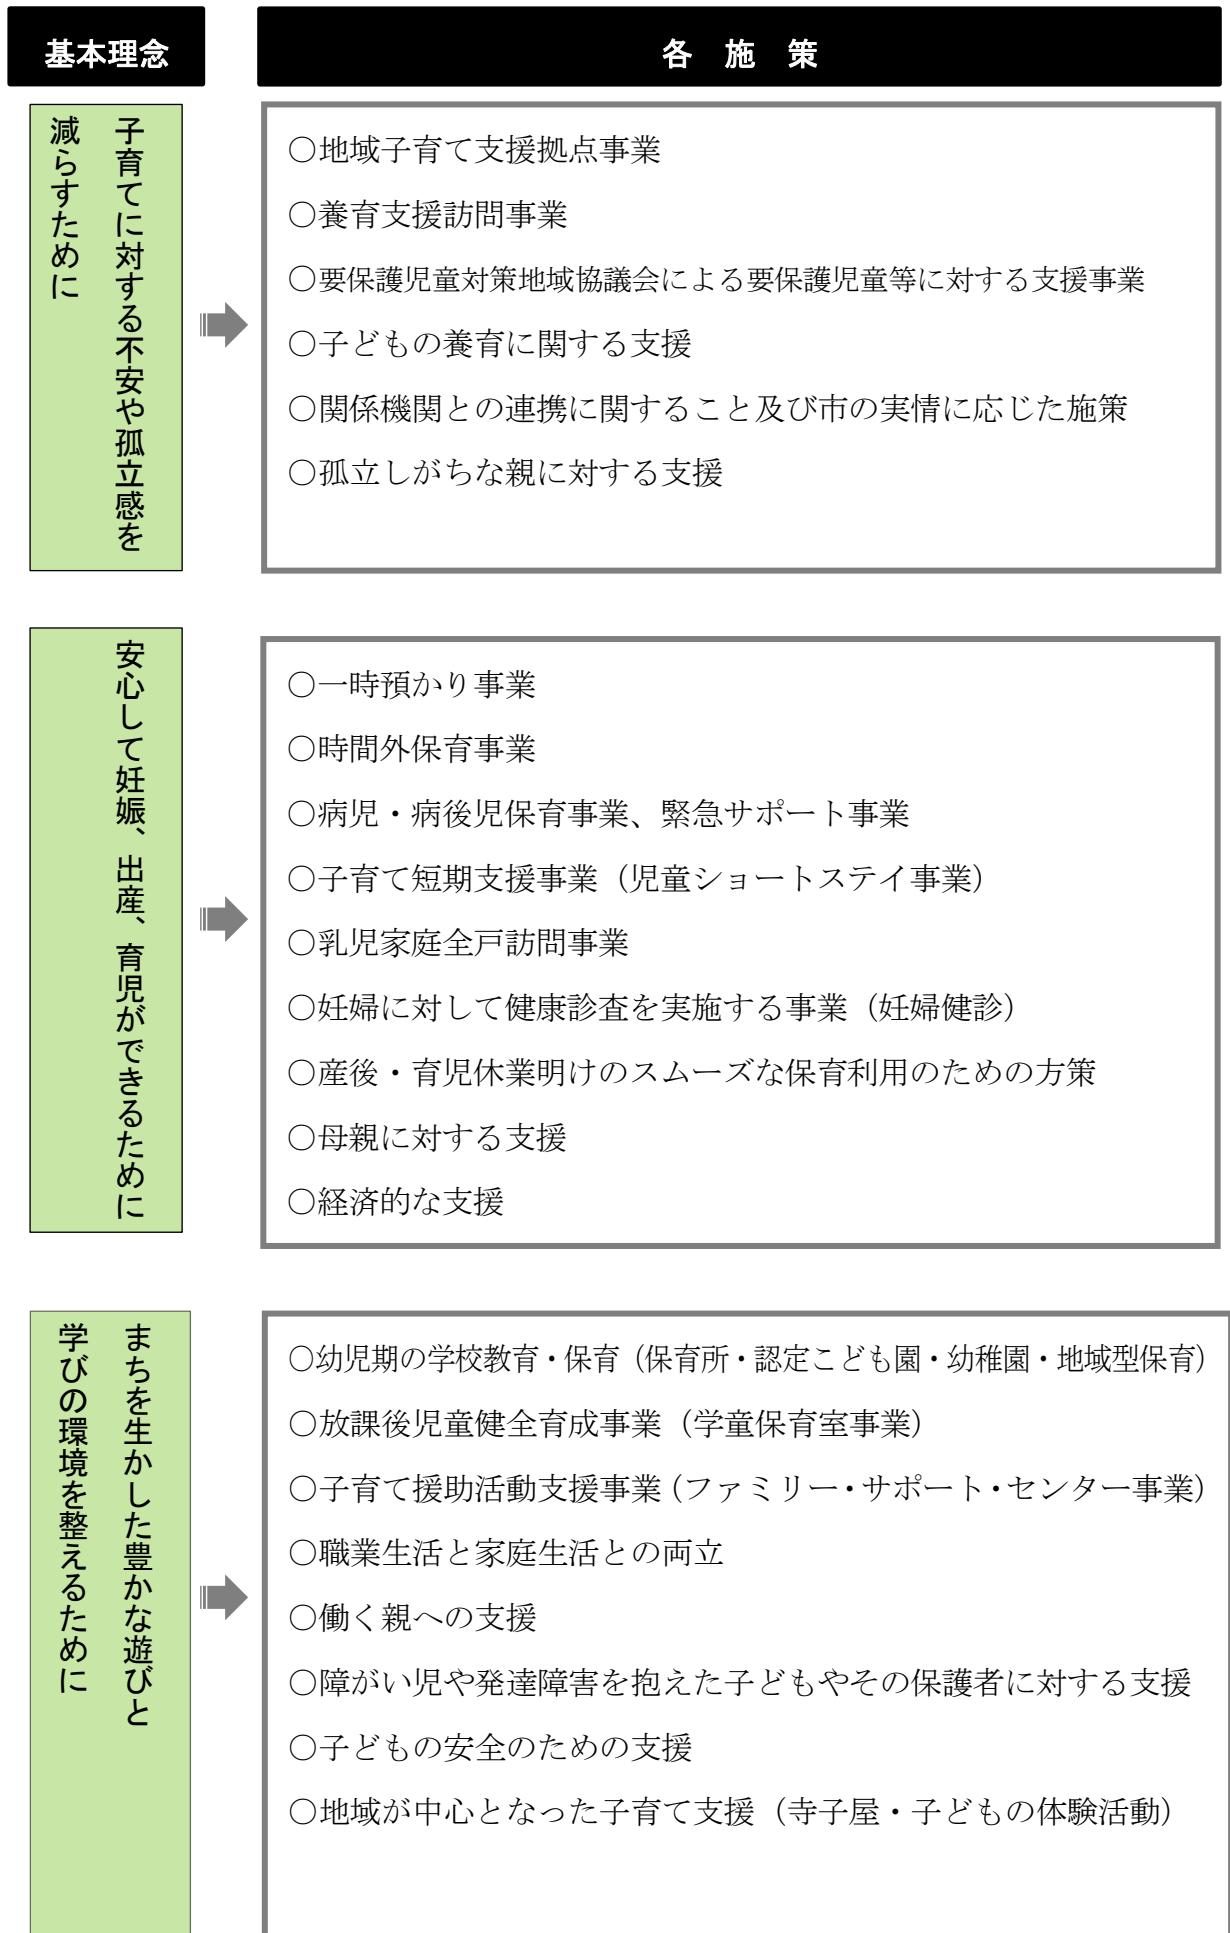 基本理念
各 施 策
子育てに対する不安や孤立感を
減らすために
○地域子育て支援拠点事業
○養育支援訪問事業
○要保護児童対策地域協議会による要保護児童等に対する支援事業
○子どもの養育に関する支援
○関係機関との連携に関すること及び市の実情に応じた施策
○孤立しがちな親に対する支援
安心して妊娠、出産、育児ができるために
○一時預かり事業
○時間外保育事業
○病児・病後児保育事業、緊急サポート事業
○子育て短期支援事業（児童ショートステイ事業）
○乳児家庭全戸訪問事業
○妊婦に対して健康診査を実施する事業（妊婦健診）
○産後・育児休業明けのスムーズな保育利用のための方策
○母親に対する支援
○経済的な支援
まちを生かした豊かな遊びと
学びの環境を整えるために
○幼児期の学校教育・保育（保育所・認定こども園・幼稚園・地域型保育）
○放課後児童健全育成事業（学童保育室事業）
○子育て援助活動支援事業（ファミリー・サポート・センター事業）
○職業生活と家庭生活との両立
○働く親への支援
○障がい児や発達障害を抱えた子どもやその保護者に対する支援
○子どもの安全のための支援
○地域が中心となった子育て支援（寺子屋・子どもの体験活動）